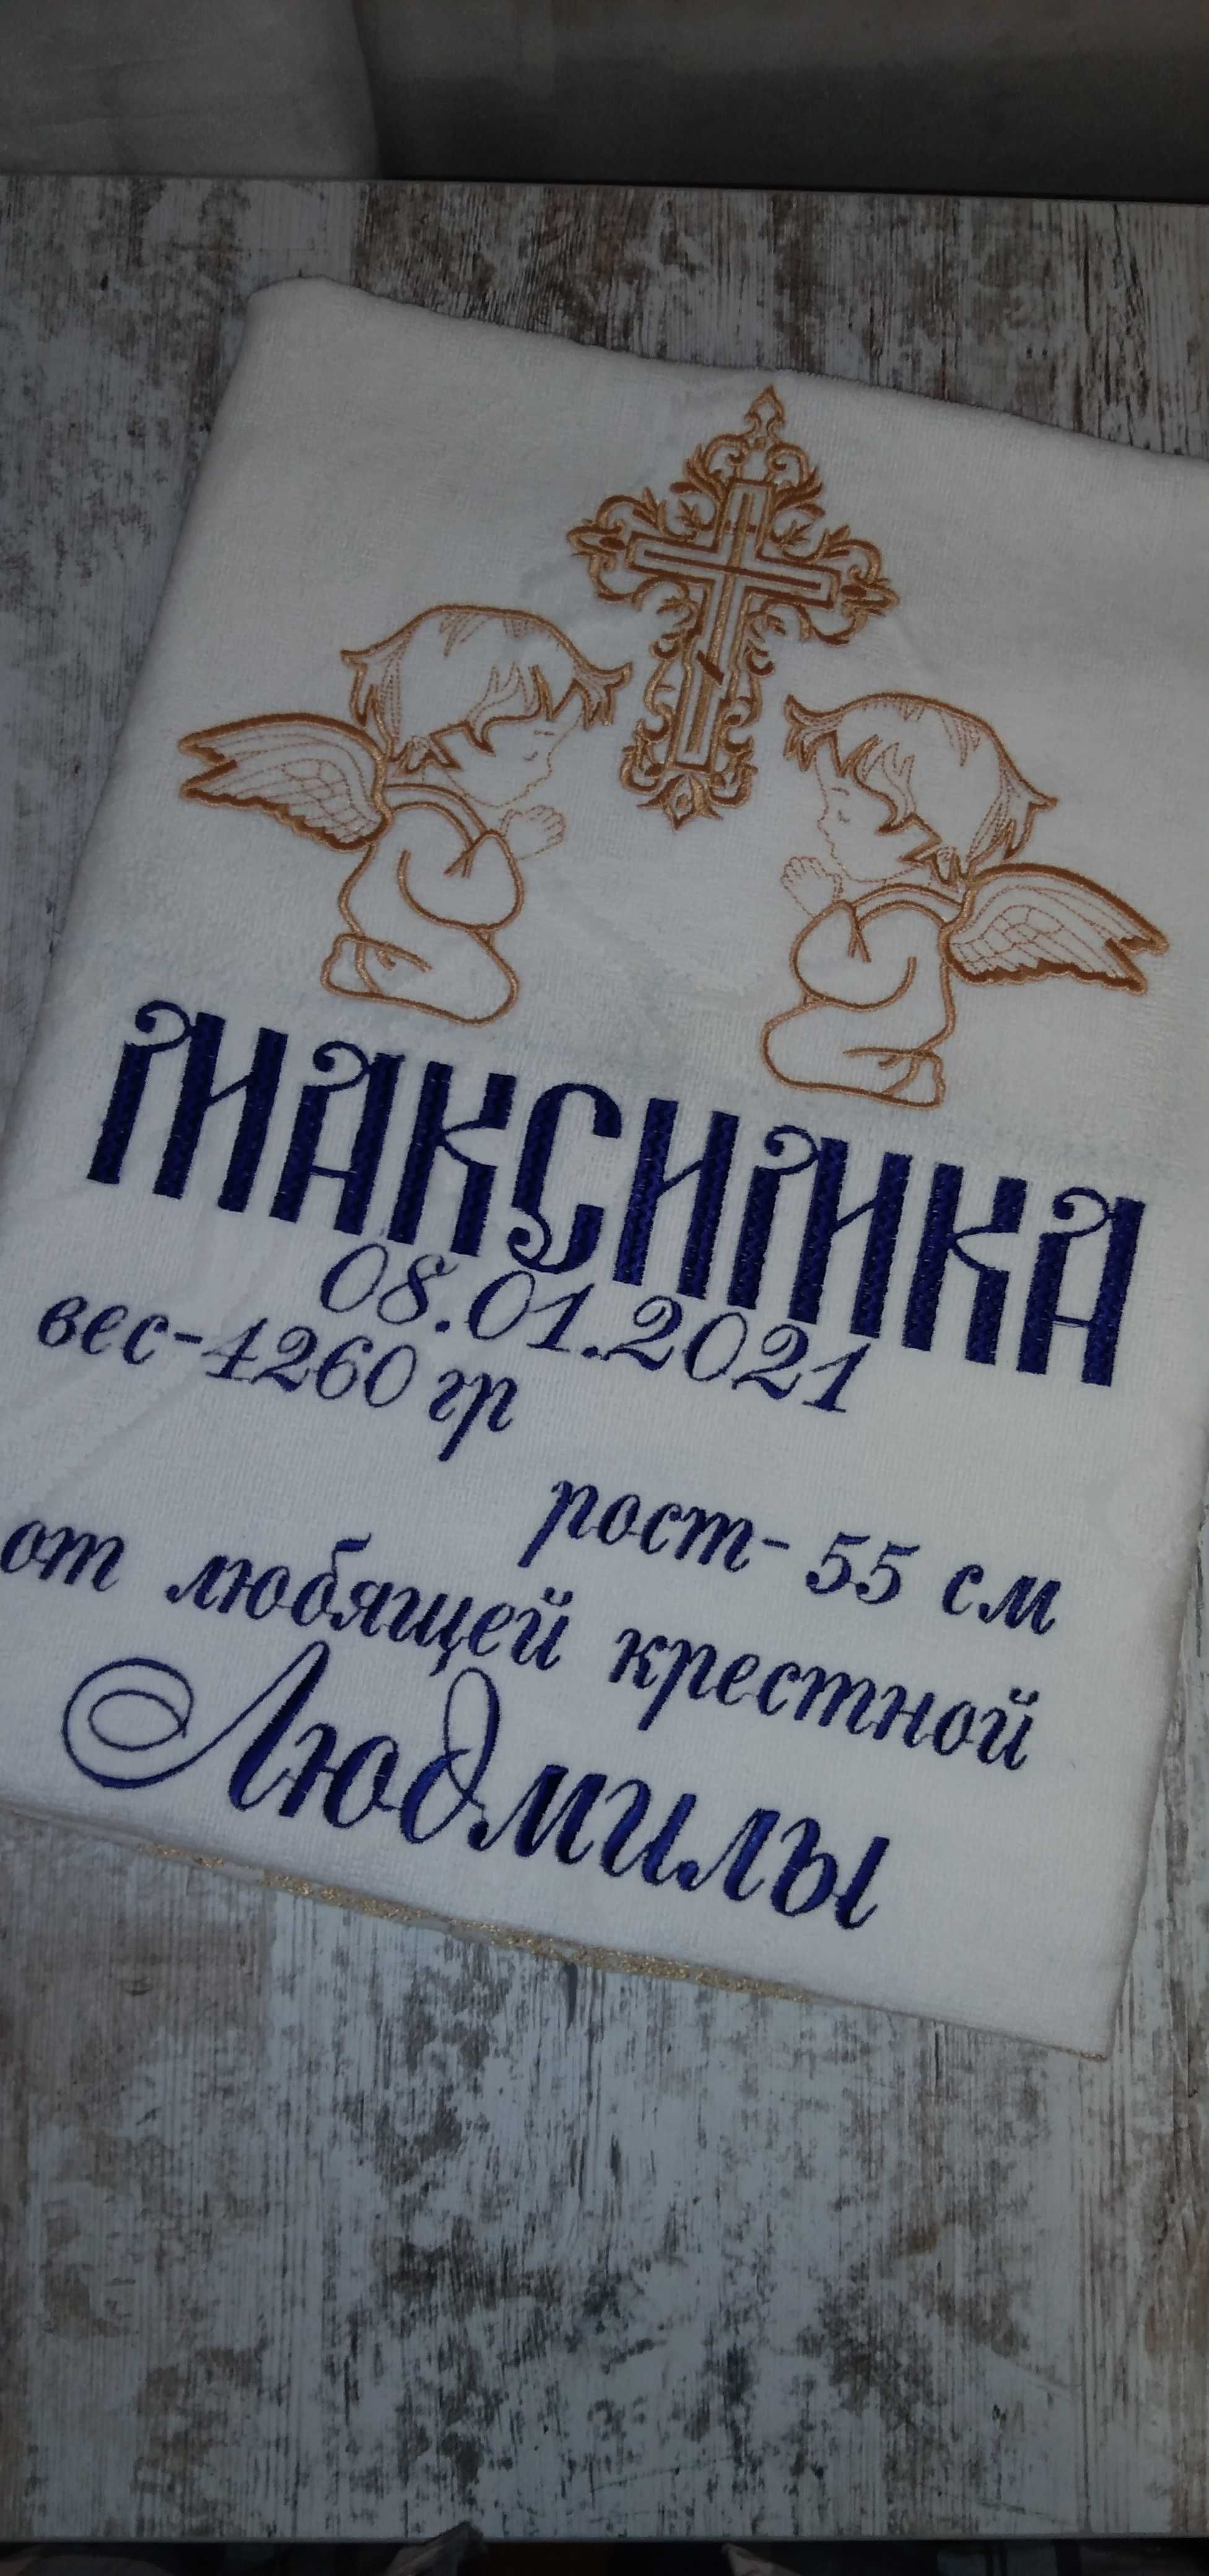 МАКСИМКА
08.01.2021
вес-4260 гр
рост- 55 см
от любящей крестной
Людмилы